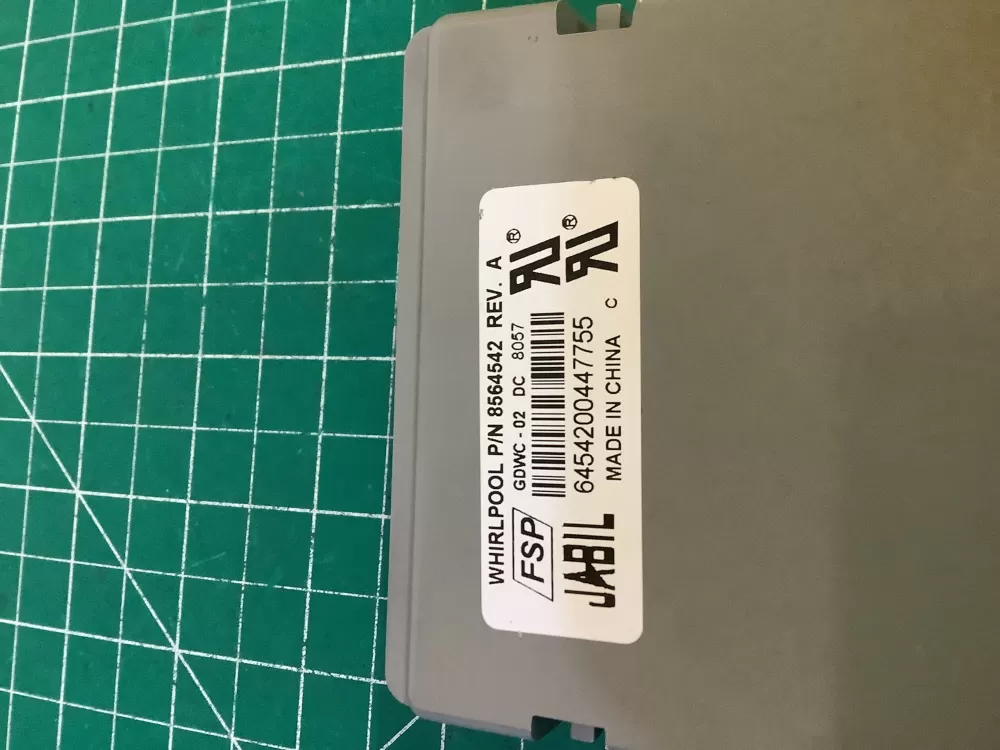 WHIRLPOOL P/N 8564542 REV. A
FSP
GDWC - 02 DC 8057
®
JABIL
6454200447755
®
MADE IN CHINA C